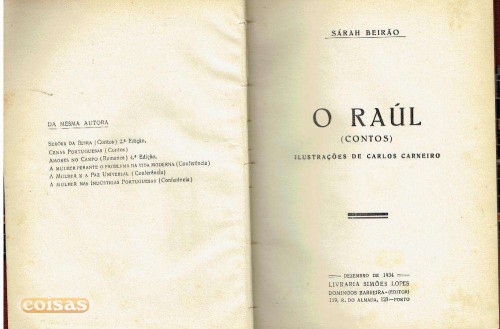 DA MESMA AUTORA
SERÕES DA BEIRA (Contos) 2.ª Edição,
CENAS PORTUGUESAS (Contos)
AMORES NO CAMPO (Romance) 4.ª Edição,
A MULHER PERANTE O PROBLEMA DA VIDA MODERNA (Conferência)
A MULHER E A PAZ UNIVERSAL (Conferência)
A MULHER NAS INDÚSTRIAS PORTUGUESAS (Conferência)
coisas
SÁRAH BEIRÃO
O RAÚL
(CONTOS)
ILUSTRAÇÕES DE CARLOS CARNEIRO
DEZEMBRO DE 1934
LIVRARIA SIMÕES LOPES
DOMINGOS BARREIRA-(EDITOR)
119, R. DO ALMADA, 123 — PORTO